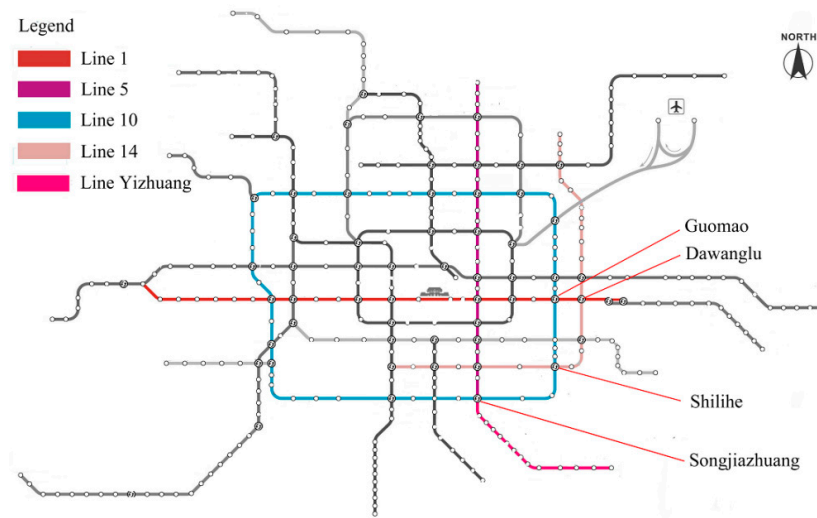 Legend
Line 1
Line 5
Line 10
Line 14
Line Yizhuang
NORTH
Guomao
Dawanglu
Shilihe
Songjiazhuang